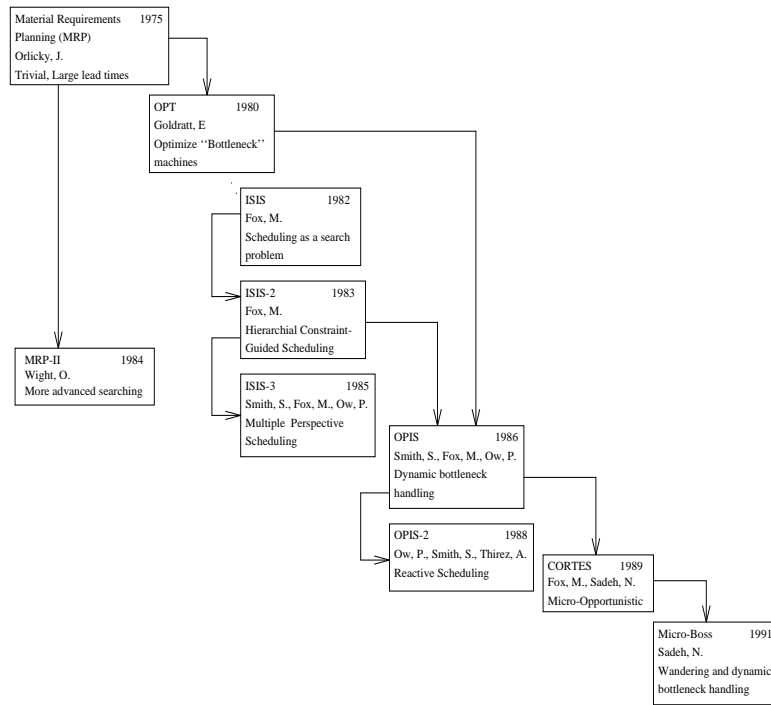 Material Requirements 1975
Planning (MRP)
Orlicky, J.
Trivial, Large lead times
OPT 1980
Goldratt, E
Optimize ‘‘Bottleneck’’
machines
ISIS 1982
Fox, M.
Scheduling as a search
problem
ISIS-2 1983
Fox, M.
Hierarchial Constraint-
Guided Scheduling
MRP-II 1984
Wight, O.
More advanced searching
ISIS-3 1985
Smith, S., Fox, M., Ow, P.
Multiple Perspective
Scheduling
OPIS 1986
Smith, S., Fox, M., Ow, P.
Dynamic bottleneck
handling
OPIS-2 1988
Ow, P., Smith, S., Thirez, A.
Reactive Scheduling
CORTES 1989
Fox, M., Sadeh, N.
Micro-Opportunistic
Micro-Boss 1991
Sadeh, N.
Wandering and dynamic
bottleneck handling